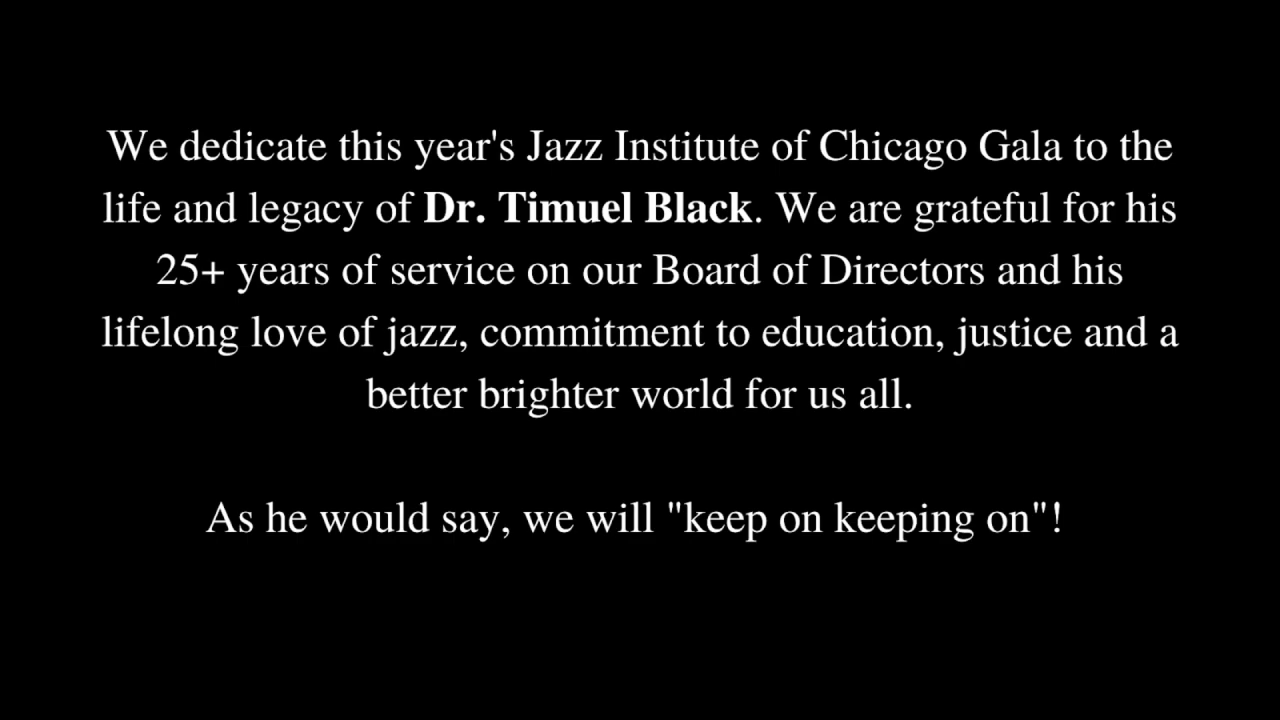 We dedicate this year's Jazz Institute of Chicago Gala to the
life and legacy of Dr. Timuel Black. We are grateful for his
25+ years of service on our Board of Directors and his
lifelong love of jazz, commitment to education, justice and a
better brighter world for us all.
As he would say, we will "keep on keeping on"!